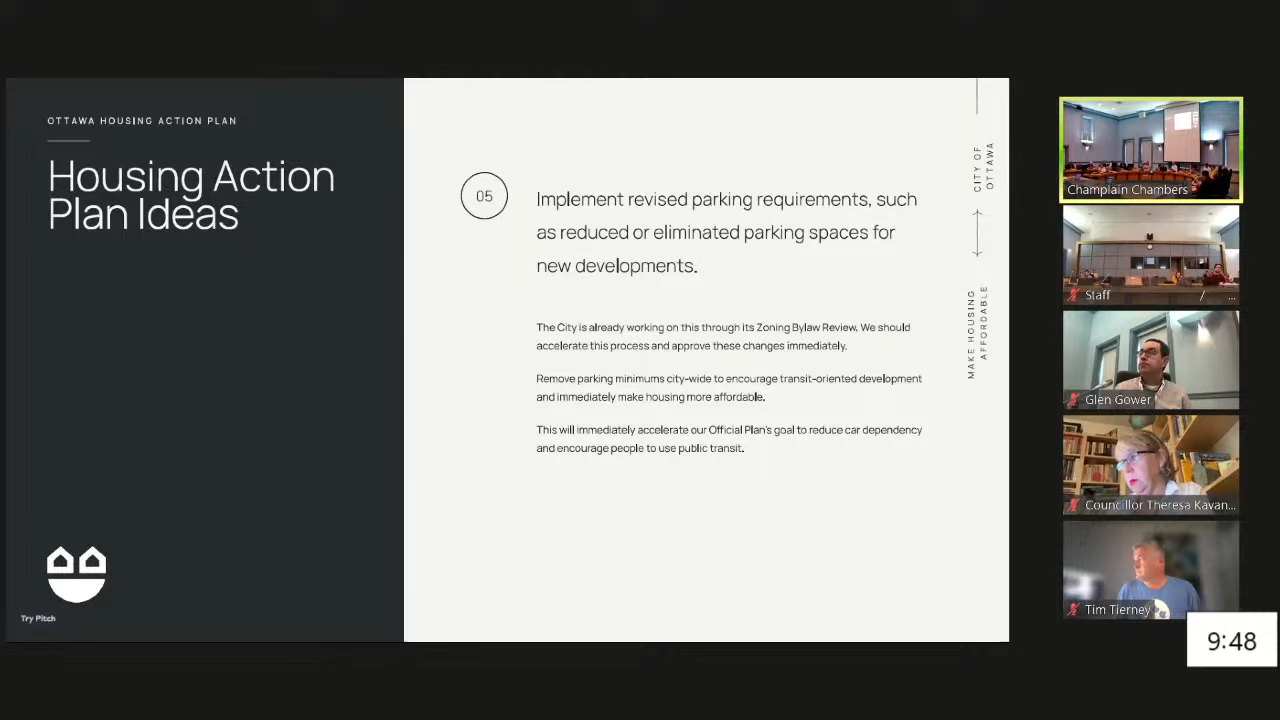 OTTAWA HOUSING ACTION PLAN
Housing Action
Plan Ideas
Try Pitch
05
Implement revised parking requirements, such
as reduced or eliminated parking spaces for
new developments.
The City is already working on this through its Zoning Bylaw Review. We should
accelerate this process and approve these changes immediately.
Remove parking minimums city-wide to encourage transit-oriented development
and immediately make housing more affordable.
This will immediately accelerate our Official Plan's goal to reduce car dependency
and encourage people to use public transit.
CITY OF
OTTAWA
MAKE HOUSING
AFFORDABLE
Champlain Chambers
Staff / ...
Glen Gower
Councillor Theresa Kavan...
Tim Tierney
9:48